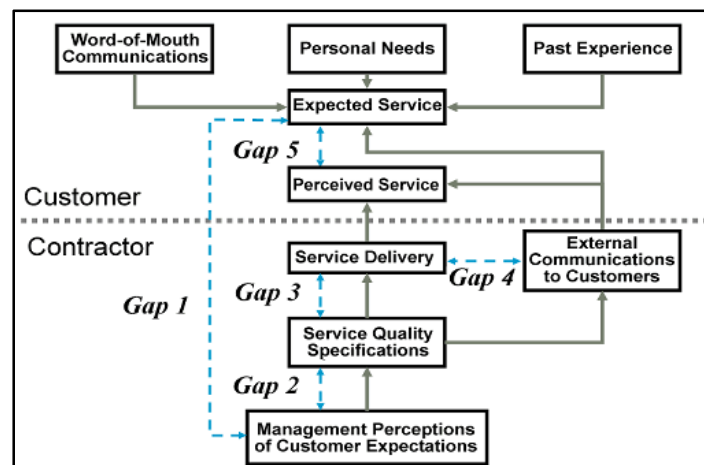 Word-of-Mouth
Communications
Personal Needs
Past Experience
Expected Service
Gap 5
Perceived Service
Customer
Contractor
Service Delivery
External
Communications
to Customers
Gap 4
Gap 3
Gap 1
Service Quality
Specifications
Gap 2
Management Perceptions
of Customer Expectations